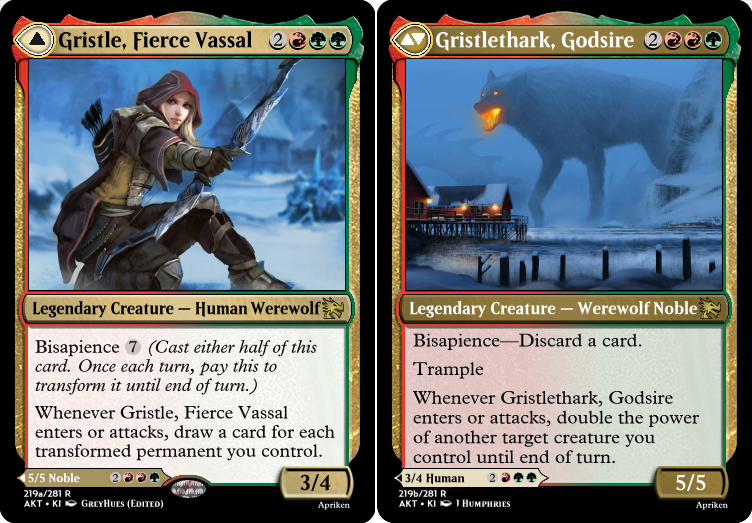 Gristle, Fierce Vassal 2
Legendary Creature — Human Werewolf
Bisapience 7 (Cast either half of this
card. Once each turn, pay this to
transform it until end of turn.)
Whenever Gristle, Fierce Vassal
enters or attacks, draw a card for each
transformed permanent you control.
5/5 Noble 2
3/4
219a/281 R
AKT • KI GreyHues (Edited)
Apriken
Gristlethark, Godsire 2
Legendary Creature — Werewolf Noble
Bisapience—Discard a card.
Trample
Whenever Gristlethark, Godsire
enters or attacks, double the power
of another target creature you
control until end of turn.
3/4 Human 2
5/5
219b/281 R
AKT • KI J Humphries
Apriken